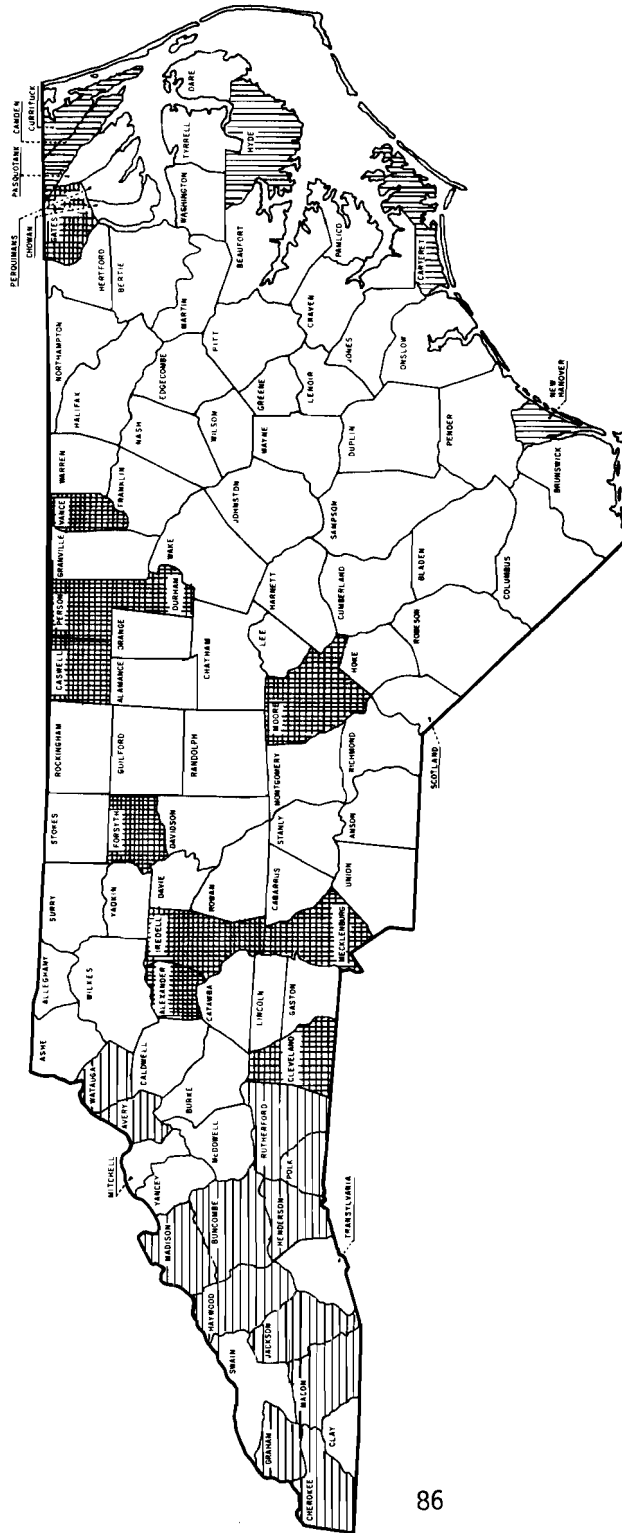 PERQUIMANS
CHOWAN
PASQUOTANK
CAMDEN
CURRITUCK
GATES
HERTFORD
BERTIE
NORTHAMPTON
HALIFAX
WARREN
VANCE
GRANVILLE
PERSON
CASWELL
ROCKINGHAM
STOKES
SURRY
ALLEGHANY
ASHE
WATAUGA
WILKES
YADKIN
FORSYTH
GUILFORD
ALAMANCE
ORANGE
DURHAM
WAKE
FRANKLIN
NASH
EDGECOMBE
MARTIN
WASHINGTON
TYRRELL
DARE
HYDE
BEAUFORT
PITT
WILSON
GREENE
JOHNSTON
WAYNE
LENOIR
CRAVEN
PAMLICO
CARTERET
JONES
ONSLOW
DUPLIN
SAMPSON
HARNETT
LEE
CHATHAM
RANDOLPH
DAVIDSON
DAVIE
IREDELL
ALEXANDER
CALDWELL
AVERY
MITCHELL
YANCEY
BURKE
McDOWELL
MADISON
BUNCOMBE
HAYWOOD
SWAIN
GRAHAM
CHEROKEE
CLAY
MACON
JACKSON
TRANSYLVANIA
HENDERSON
POLK
RUTHERFORD
CLEVELAND
GASTON
LINCOLN
CATAWBA
ROWAN
CABARRUS
MECKLENBURG
UNION
STANLY
ANSON
MONTGOMERY
RICHMOND
MOORE
HOKE
SCOTLAND
CUMBERLAND
ROBESON
BLADEN
COLUMBUS
PENDER
BRUNSWICK
NEW
HANOVER
86